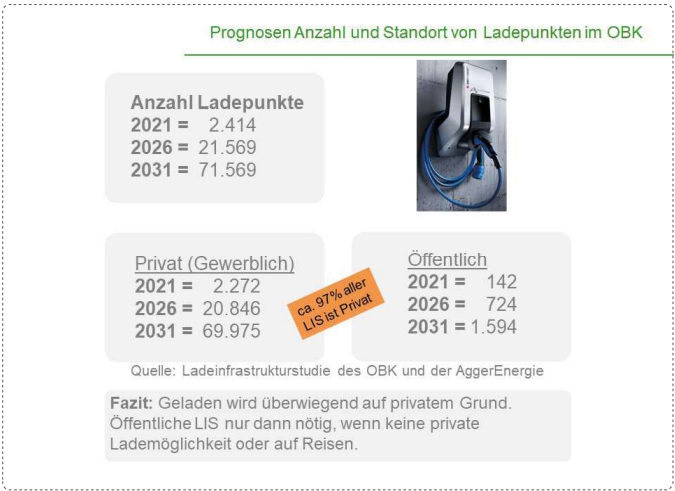 Prognosen Anzahl und Standort von Ladepunkten im OBK
Anzahl Ladepunkte
2021 = 2.414
2026 = 21.569
2031 = 71.569
Privat (Gewerblich)
2021 = 2.272
2026 = 20.846
2031 = 69.975
ca. 97% aller
LIS ist Privat
Öffentlich
2021 = 142
2026 = 724
2031 = 1.594
Quelle: Ladeinfrastrukturstudie des OBK und der AggerEnergie
Fazit: Geladen wird überwiegend auf privatem Grund.
Öffentliche LIS nur dann nötig, wenn keine private
Lademöglichkeit oder auf Reisen.